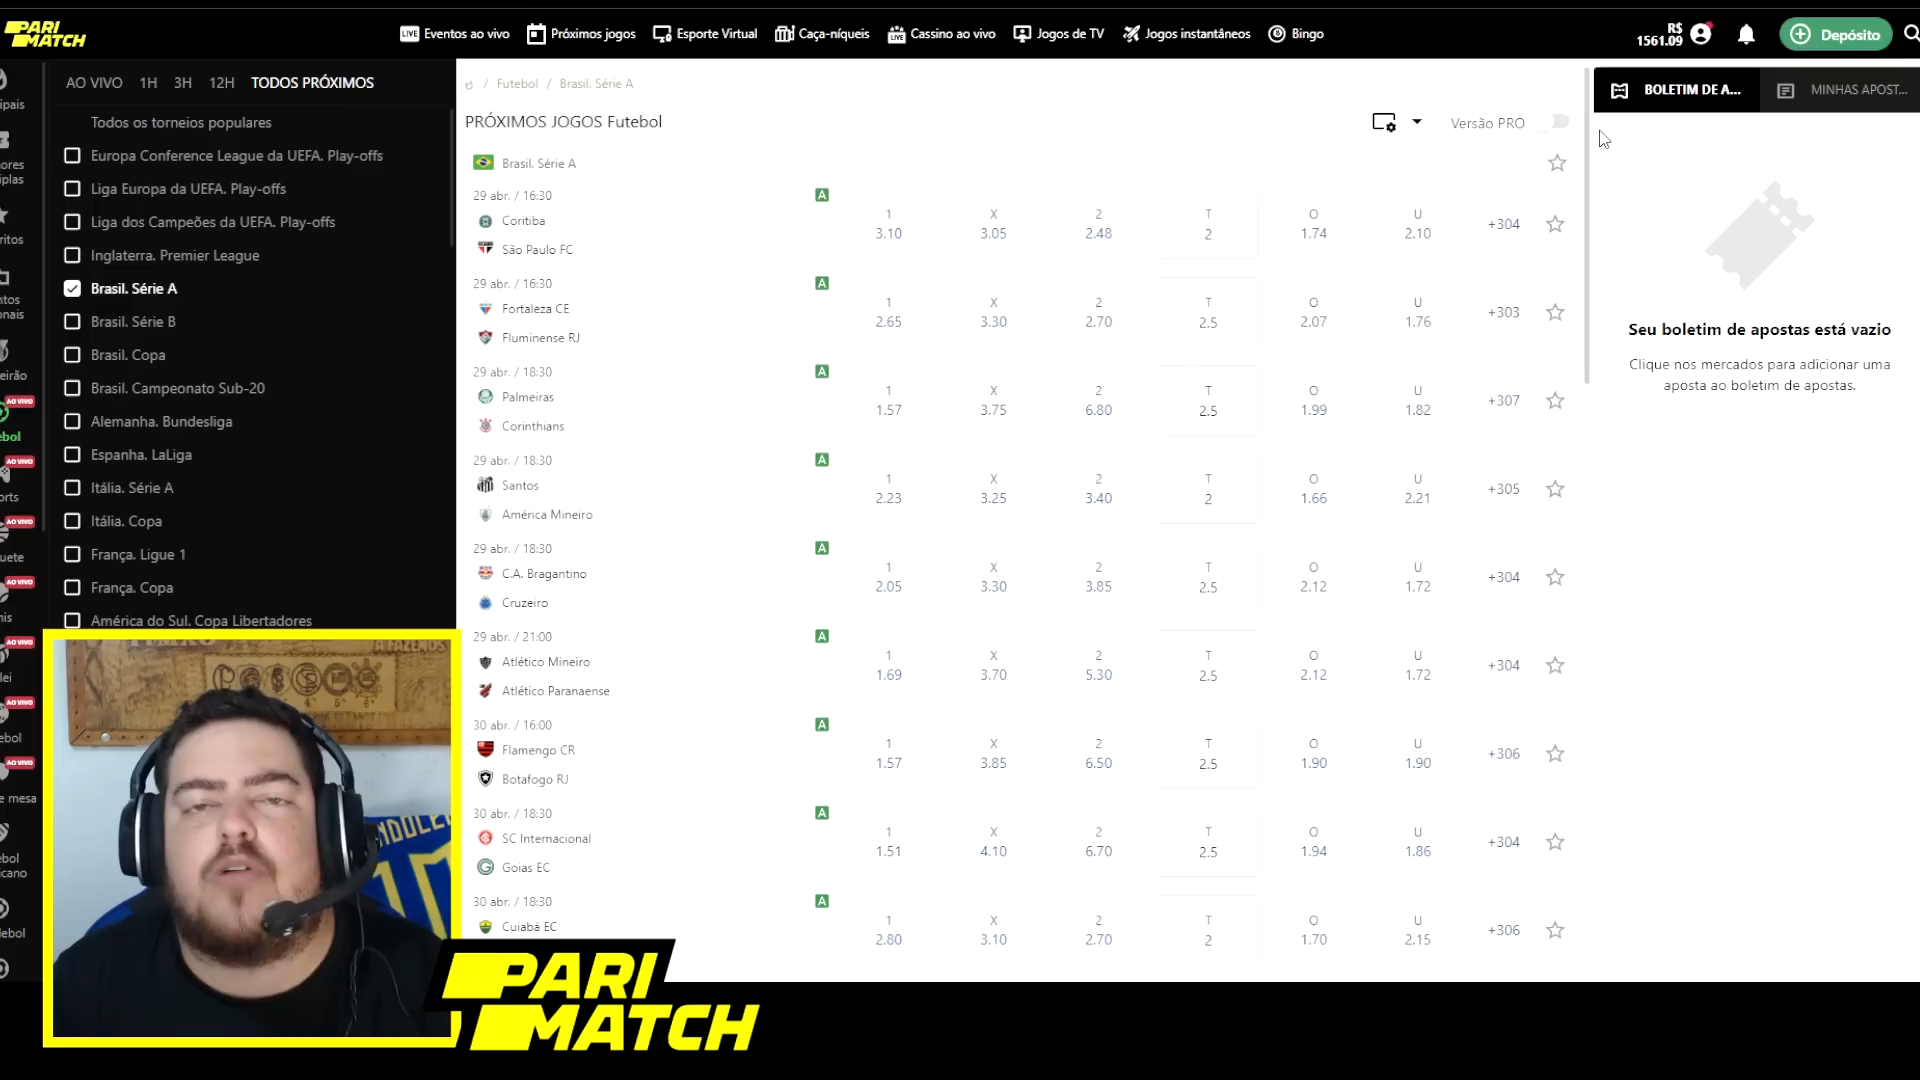 PARI MATCH
LIVE Eventos ao vivo
Próximos jogos
Esporte Virtual
Caça-níqueis
LIVE Cassino ao vivo
Jogos de TV
Jogos instantâneos
Bingo
R$
1561.09
Depósito
AO VIVO 1H 3H 12H TODOS PRÓXIMOS
Todos os torneios populares
Europa Conference League da UEFA. Play-offs
Liga Europa da UEFA. Play-offs
Liga dos Campeões da UEFA. Play-offs
Inglaterra. Premier League
Brasil. Série A
Brasil. Série B
Brasil. Copa
Brasil. Campeonato Sub-20
Alemanha. Bundesliga
Espanha. LaLiga
Itália. Série A
Itália. Copa
França. Ligue 1
França. Copa
América do Sul. Copa Libertadores
/ Futebol / Brasil. Série A
PRÓXIMOS JOGOS Futebol
Versão PRO
Brasil. Série A
29 abr. / 16:30 A
Coritiba
São Paulo FC
1 X 2 T O U
3.10 3.05 2.48 2 1.74 2.10 +304
29 abr. / 16:30 A
Fortaleza CE
Fluminense RJ
1 X 2 T O U
2.65 3.30 2.70 2.5 2.07 1.76 +303
29 abr. / 18:30 A
Palmeiras
Corinthians
1 X 2 T O U
1.57 3.75 6.80 2.5 1.99 1.82 +307
29 abr. / 18:30 A
Santos
América Mineiro
1 X 2 T O U
2.23 3.25 3.40 2 1.66 2.21 +305
29 abr. / 18:30 A
C.A. Bragantino
Cruzeiro
1 X 2 T O U
2.05 3.30 3.85 2.5 2.12 1.72 +304
29 abr. / 21:00 A
Atlético Mineiro
Atlético Paranaense
1 X 2 T O U
1.69 3.70 5.30 2.5 2.12 1.72 +304
30 abr. / 16:00 A
Flamengo CR
Botafogo RJ
1 X 2 T O U
1.57 3.85 6.50 2.5 1.90 1.90 +306
30 abr. / 18:30 A
SC Internacional
Goias EC
1 X 2 T O U
1.51 4.10 6.70 2.5 1.94 1.86 +304
30 abr. / 18:30 A
Cuiabá EC
1 X 2 T O U
2.80 3.10 2.70 2 1.70 2.15 +306
BOLETIM DE A...
MINHAS APOST...
Seu boletim de apostas está vazio
Clique nos mercados para adicionar uma
aposta ao boletim de apostas.
PARI
MATCH